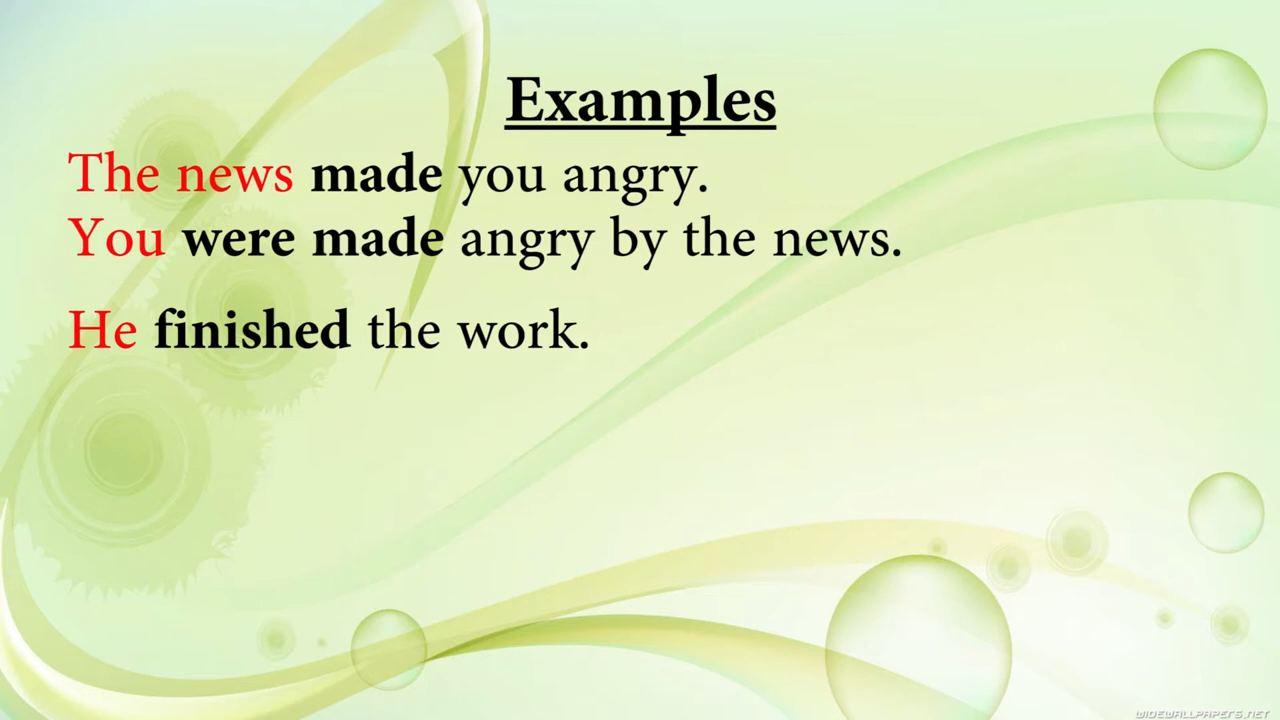 Examples
The news made you angry.
You were made angry by the news.
He finished the work.
WIDEWALLPAPERS.NET